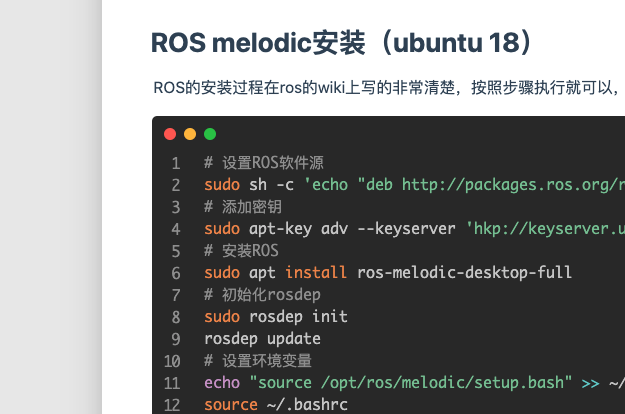 ROS melodic安装（ubuntu 18）
ROS的安装过程在ros的wiki上写的非常清楚，按照步骤执行就可以，
1 # 设置ROS软件源
2 sudo sh -c 'echo "deb http://packages.ros.org/r
3 # 添加密钥
4 sudo apt-key adv --keyserver 'hkp://keyserver.u
5 # 安装ROS
6 sudo apt install ros-melodic-desktop-full
7 # 初始化rosdep
8 sudo rosdep init
9 rosdep update
10 # 设置环境变量
11 echo "source /opt/ros/melodic/setup.bash" >> ~/
12 source ~/.bashrc